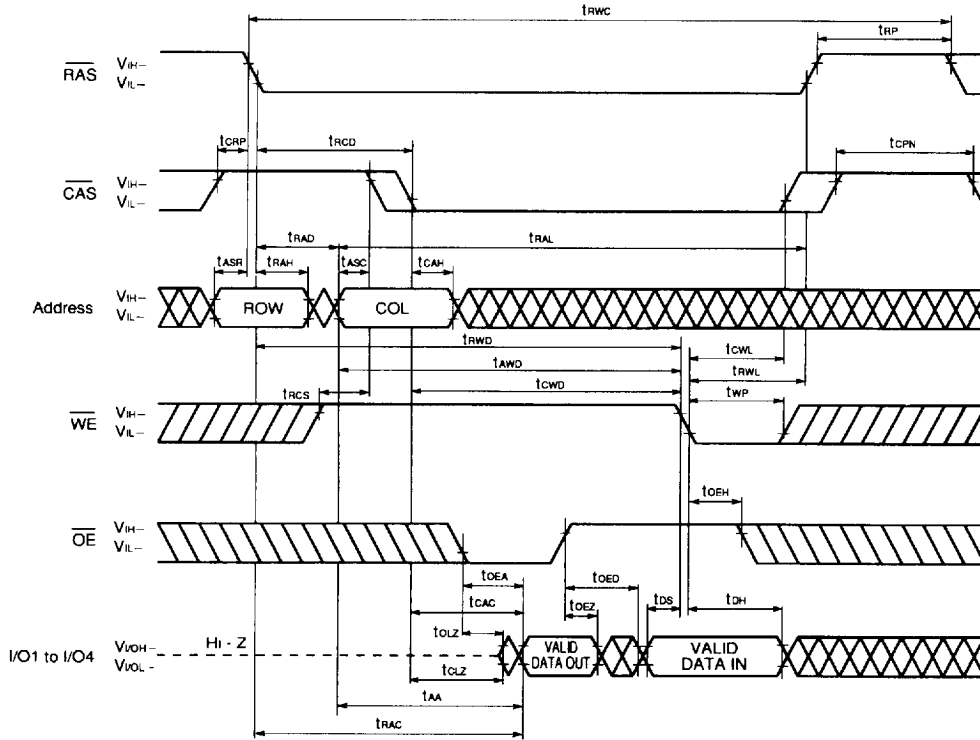 tRWC
tRP
RAS VIH–
VIL–
tCRP tRCD tCPN
CAS VIH–
VIL–
tRAD tRAL
tASR tRAH tASC tCAH
Address VIH–
VIL–
ROW COL
tRWD tCWL
tAWD tRWL
tRCS tCWD tWP
WE VIH–
VIL–
tOEH
OE VIH–
VIL–
tOEA tOED
tCAC tOEZ tDS tDH
tOLZ
I/O1 to I/O4 VI/OH–
VI/OL–
Hi - Z
VALID
DATA OUT
VALID
DATA IN
tCLZ
tAA
tRAC